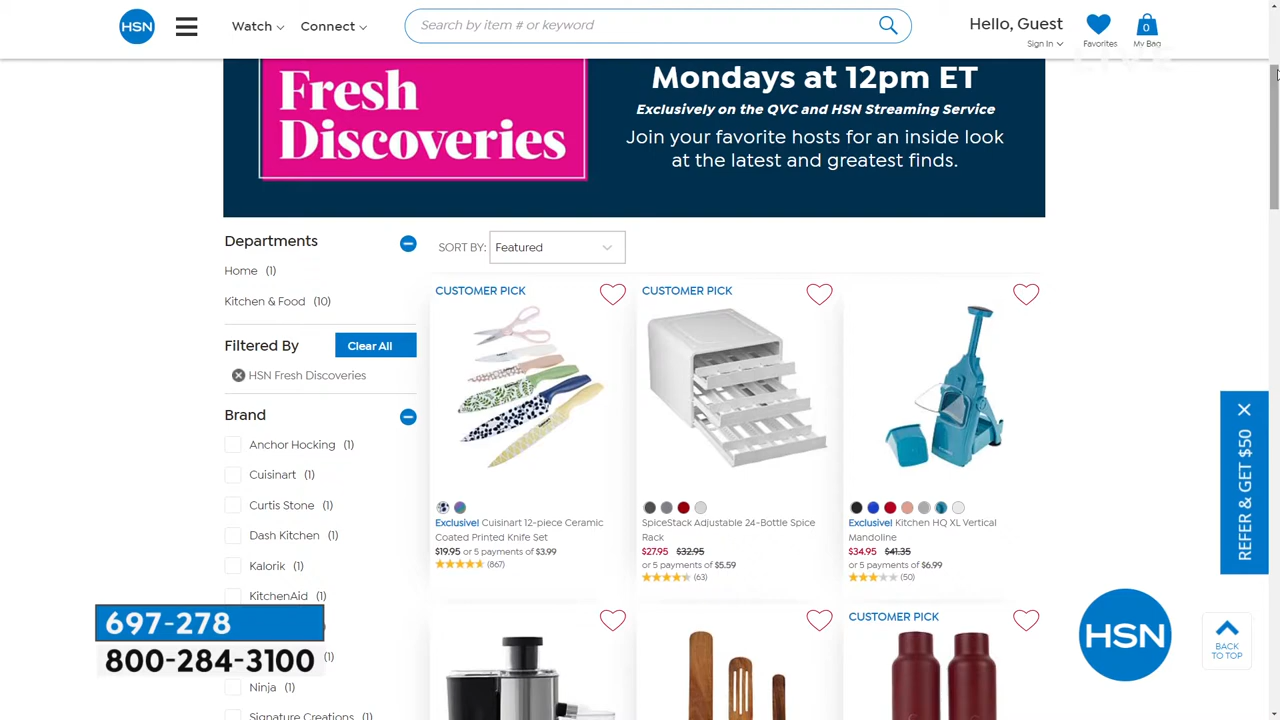 HSN
Watch
Connect
Search by item # or keyword
Hello, Guest
Sign In
Favorites
0
My Bag
LIVE
Fresh
Discoveries
Mondays at 12pm ET
Exclusively on the QVC and HSN Streaming Service
Join your favorite hosts for an inside look
at the latest and greatest finds.
Departments
Home (1)
Kitchen & Food (10)
Filtered By
Clear All
HSN Fresh Discoveries
Brand
Anchor Hocking (1)
Cuisinart (1)
Curtis Stone (1)
Dash Kitchen (1)
Kalorik (1)
KitchenAid (1)
(1)
Ninja (1)
Signature Creations (1)
SORT BY: Featured
CUSTOMER PICK
Exclusive! Cuisinart 12-piece Ceramic
Coated Printed Knife Set
$19.95 or 5 payments of $3.99
(867)
CUSTOMER PICK
SpiceStack Adjustable 24-Bottle Spice
Rack
$27.95 $32.95
or 5 payments of $5.59
(63)
Exclusive! Kitchen HQ XL Vertical
Mandoline
$34.95 $41.35
or 5 payments of $6.99
(50)
CUSTOMER PICK
REFER & GET $50
697-278
800-284-3100
HSN
BACK
TO TOP